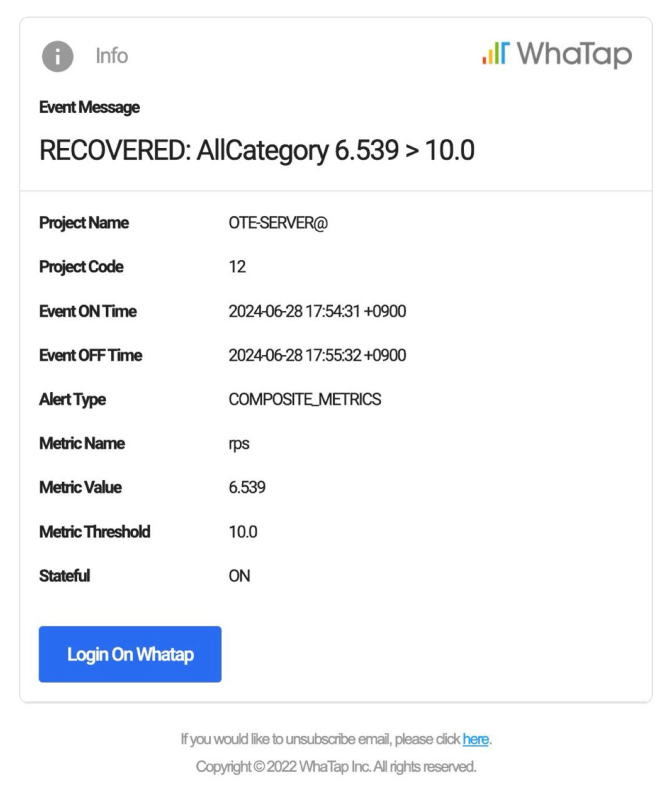 Info
WhaTap
Event Message
RECOVERED: AllCategory 6.539 > 10.0
Project Name OTE-SERVER@
Project Code 12
Event ON Time 2024-06-28 17:54:31 +0900
Event OFF Time 2024-06-28 17:55:32 +0900
Alert Type COMPOSITE_METRICS
Metric Name rps
Metric Value 6.539
Metric Threshold 10.0
Stateful ON
Login On Whatap
If you would like to unsubscribe email, please click here.
Copyright © 2022 WhaTap Inc. All rights reserved.